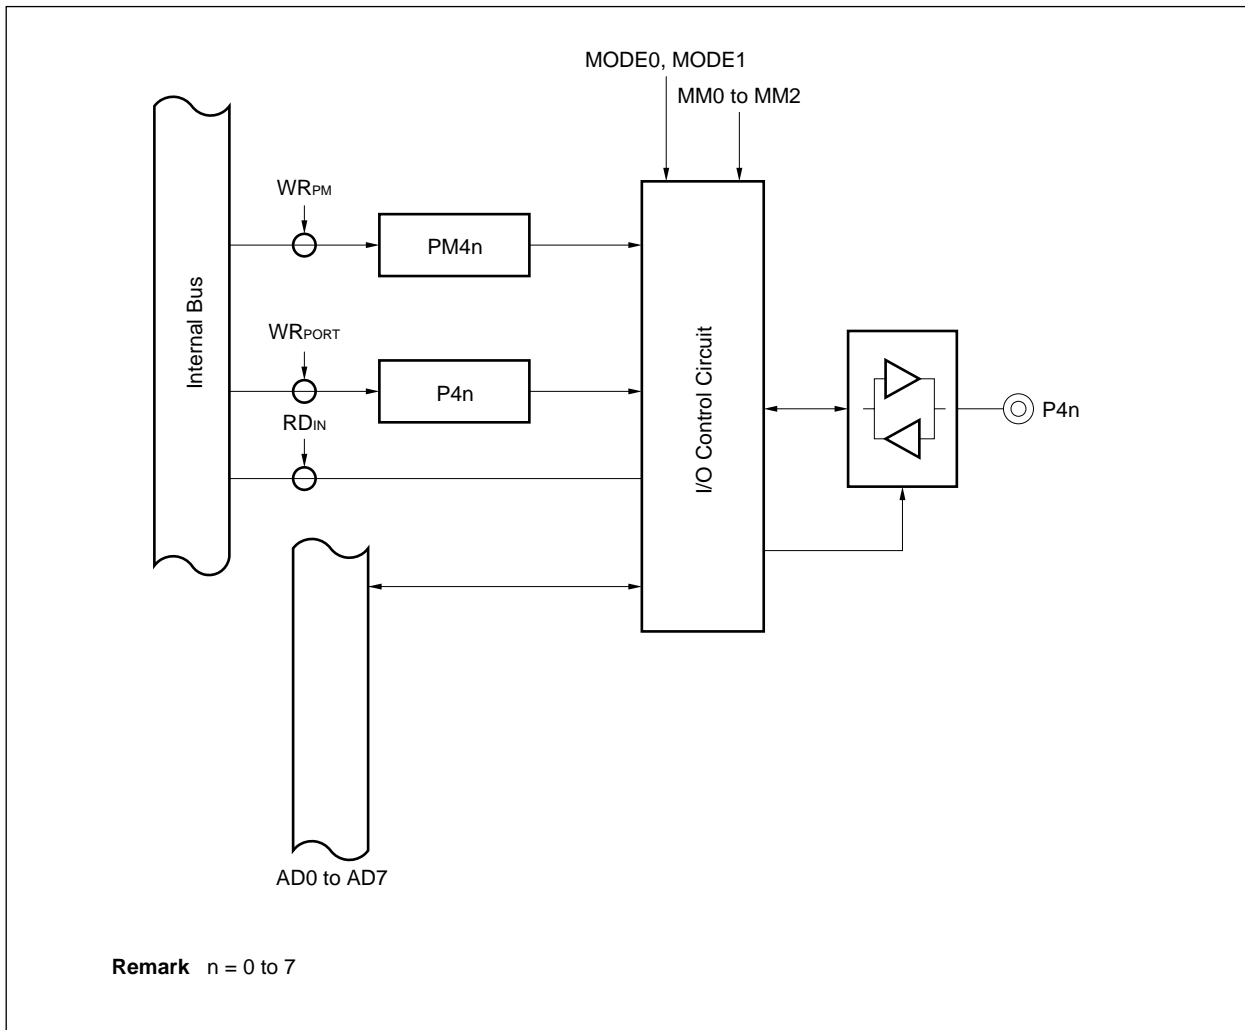 MODE0, MODE1
MM0 to MM2
WRPM
PM4n
Internal Bus
WRPORT
P4n
I/O Control Circuit
P4n
RDIN
AD0 to AD7
Remark n = 0 to 7